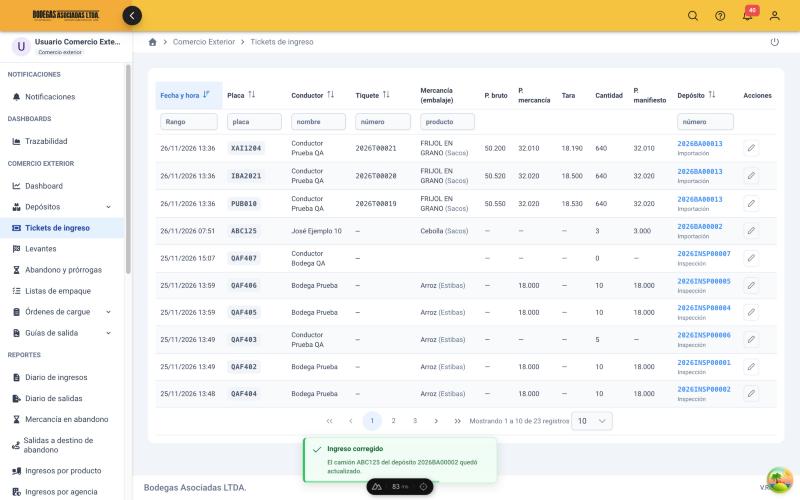 BODEGAS ASOCIADAS LTDA.
40
U
Usuario Comercio Exte...
Comercio exterior
Comercio Exterior
Tickets de ingreso
NOTIFICACIONES
Notificaciones
DASHBOARDS
Trazabilidad
COMERCIO EXTERIOR
Dashboard
Depósitos
Tickets de ingreso
Levantes
Abandono y prórrogas
Listas de empaque
Órdenes de cargue
Guías de salida
REPORTES
Diario de ingresos
Diario de salidas
Mercancía en abandono
Salidas a destino de
abandono
Ingresos por producto
Ingresos por agencia
Fecha y hora
Placa
Conductor
Tiquete
Mercancía
(embalaje)
P. bruto
P.
mercancía
Tara
Cantidad
P.
manifiesto
Depósito
Acciones
Rango
placa
nombre
número
producto
número
26/11/2026 13:36 XAI1204 Conductor Prueba QA 2026T00021 FRIJOL EN GRANO (Sacos) 50.200 32.010 18.190 640 32.010 2026BA00013 Importación
26/11/2026 13:36 IBA2021 Conductor Prueba QA 2026T00020 FRIJOL EN GRANO (Sacos) 50.520 32.020 18.500 640 32.020 2026BA00013 Importación
26/11/2026 13:36 PUB010 Conductor Prueba QA 2026T00019 FRIJOL EN GRANO (Sacos) 50.550 32.020 18.530 640 32.020 2026BA00013 Importación
26/11/2026 07:51 ABC125 José Ejemplo 10 — Cebolla (Sacos) — — — 3 3.000 2026BA00002 Importación
25/11/2026 15:07 QAF407 Conductor Bodega QA — — — — 0 — 2026INSP00007 Inspección
25/11/2026 13:59 QAF406 Bodega Prueba — Arroz (Estibas) — 18.000 — 10 18.000 2026INSP00005 Inspección
25/11/2026 13:59 QAF405 Bodega Prueba — Arroz (Estibas) — 18.000 — 10 18.000 2026INSP00004 Inspección
25/11/2026 13:49 QAF403 Conductor Prueba QA — Arroz (Estibas) — — — 5 — 2026INSP00006 Inspección
25/11/2026 13:49 QAF402 Bodega Prueba — Arroz (Estibas) — 18.000 — 10 18.000 2026INSP00001 Inspección
25/11/2026 13:48 QAF404 Bodega Prueba — Arroz (Estibas) — 18.000 — 10 18.000 2026INSP00002 Inspección
1 2 3 Mostrando 1 a 10 de 23 registros 10
Ingreso corregido
El camión ABC125 del depósito 2026BA00002 quedó
actualizado.
83 ms
Bodegas Asociadas LTDA.